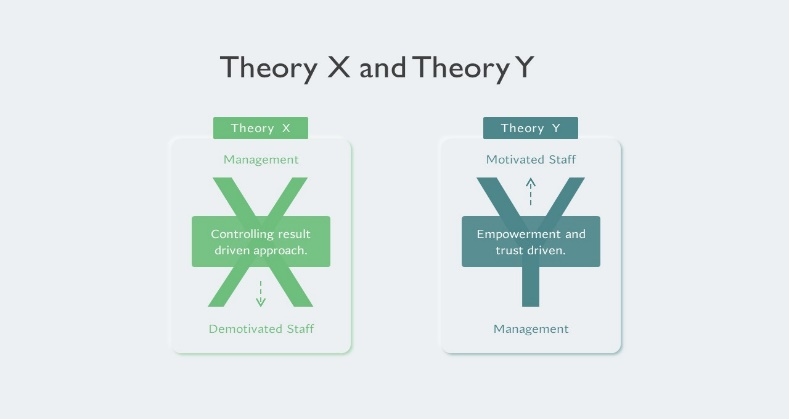 Theory X and Theory Y
Theory X
Management
X
Controlling result
driven approach.
Demotivated Staff
Theory Y
Motivated Staff
Y
Empowerment and
trust driven.
Management